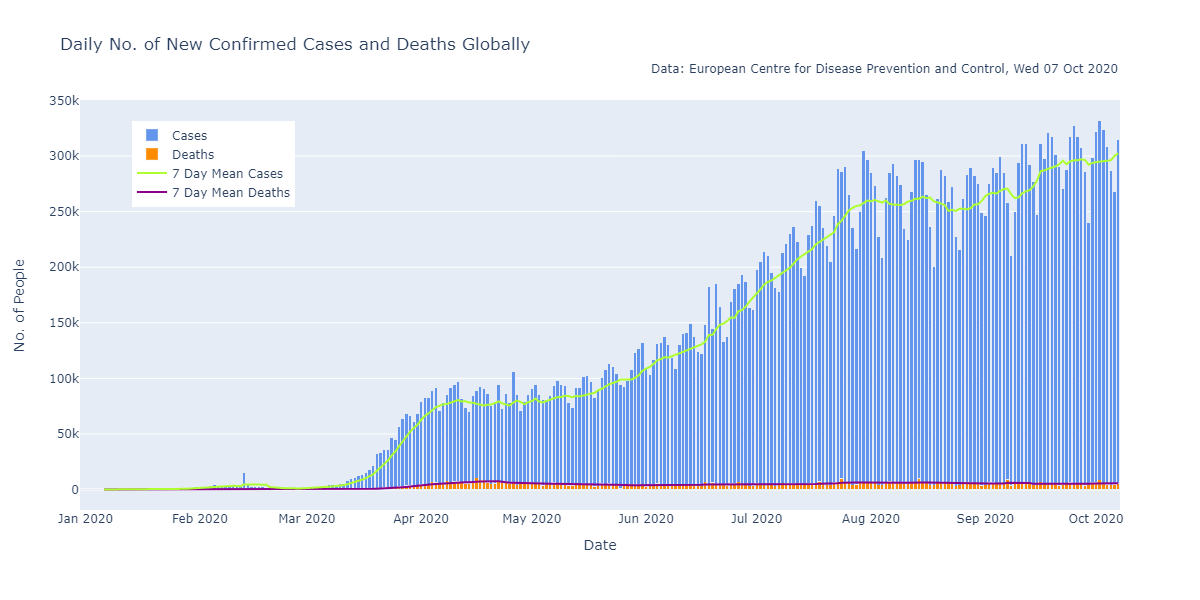 Daily No. of New Confirmed Cases and Deaths Globally
Data: European Centre for Disease Prevention and Control, Wed 07 Oct 2020
350k
300k
250k
200k
150k
100k
50k
0
No. of People
Cases
Deaths
7 Day Mean Cases
7 Day Mean Deaths
Jan 2020 Feb 2020 Mar 2020 Apr 2020 May 2020 Jun 2020 Jul 2020 Aug 2020 Sep 2020 Oct 2020
Date